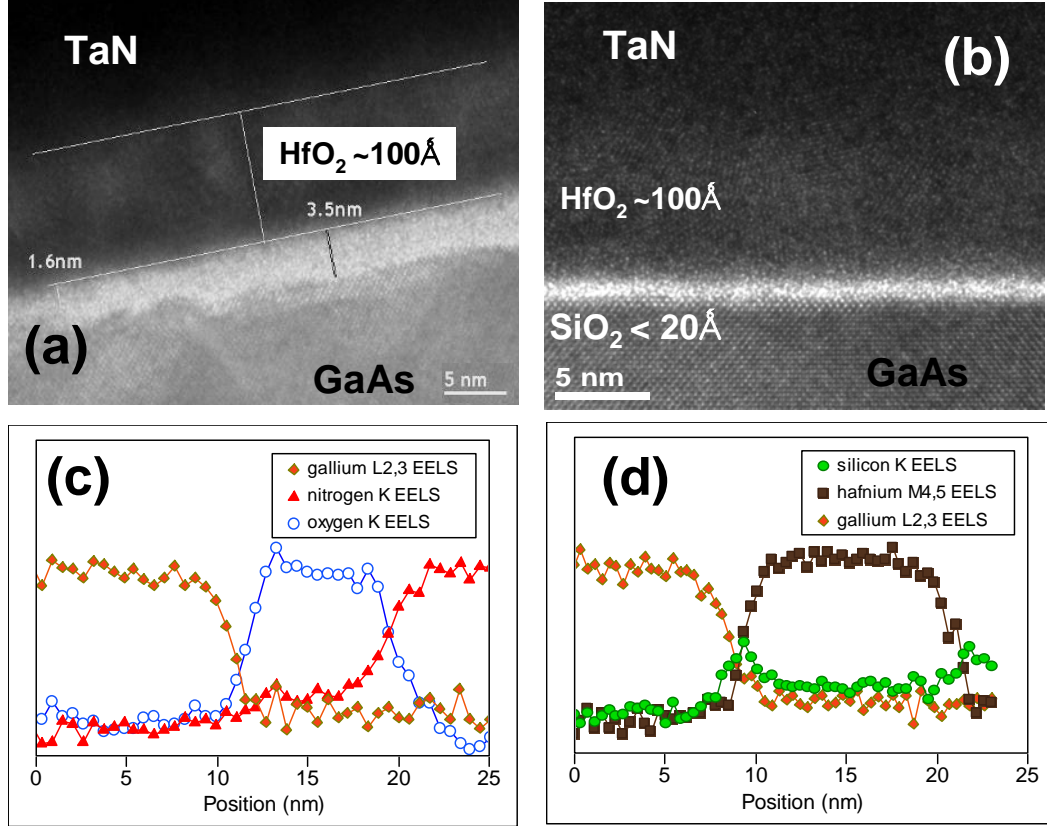 TaN
HfO2 ~100Å
3.5nm
1.6nm
(a)
GaAs
5 nm
TaN
(b)
HfO2 ~100Å
SiO2 < 20Å
GaAs
5 nm
(c)
gallium L2,3 EELS
nitrogen K EELS
oxygen K EELS
0 5 10 15 20 25
Position (nm)
(d)
silicon K EELS
hafnium M4,5 EELS
gallium L2,3 EELS
0 5 10 15 20 25
Position (nm)